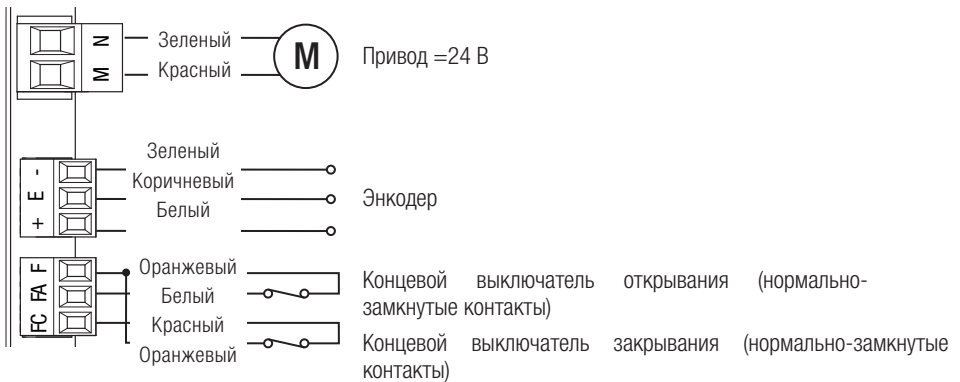 N
Зеленый
M
Красный
M
Привод =24 В
-
Зеленый
E
Коричневый
Энкодер
+
Белый
F
Оранжевый
FA
Белый
Концевой выключатель открывания (нормально-
замкнутые контакты)
FC
Красный
Оранжевый
Концевой выключатель закрывания (нормально-замкнутые
контакты)